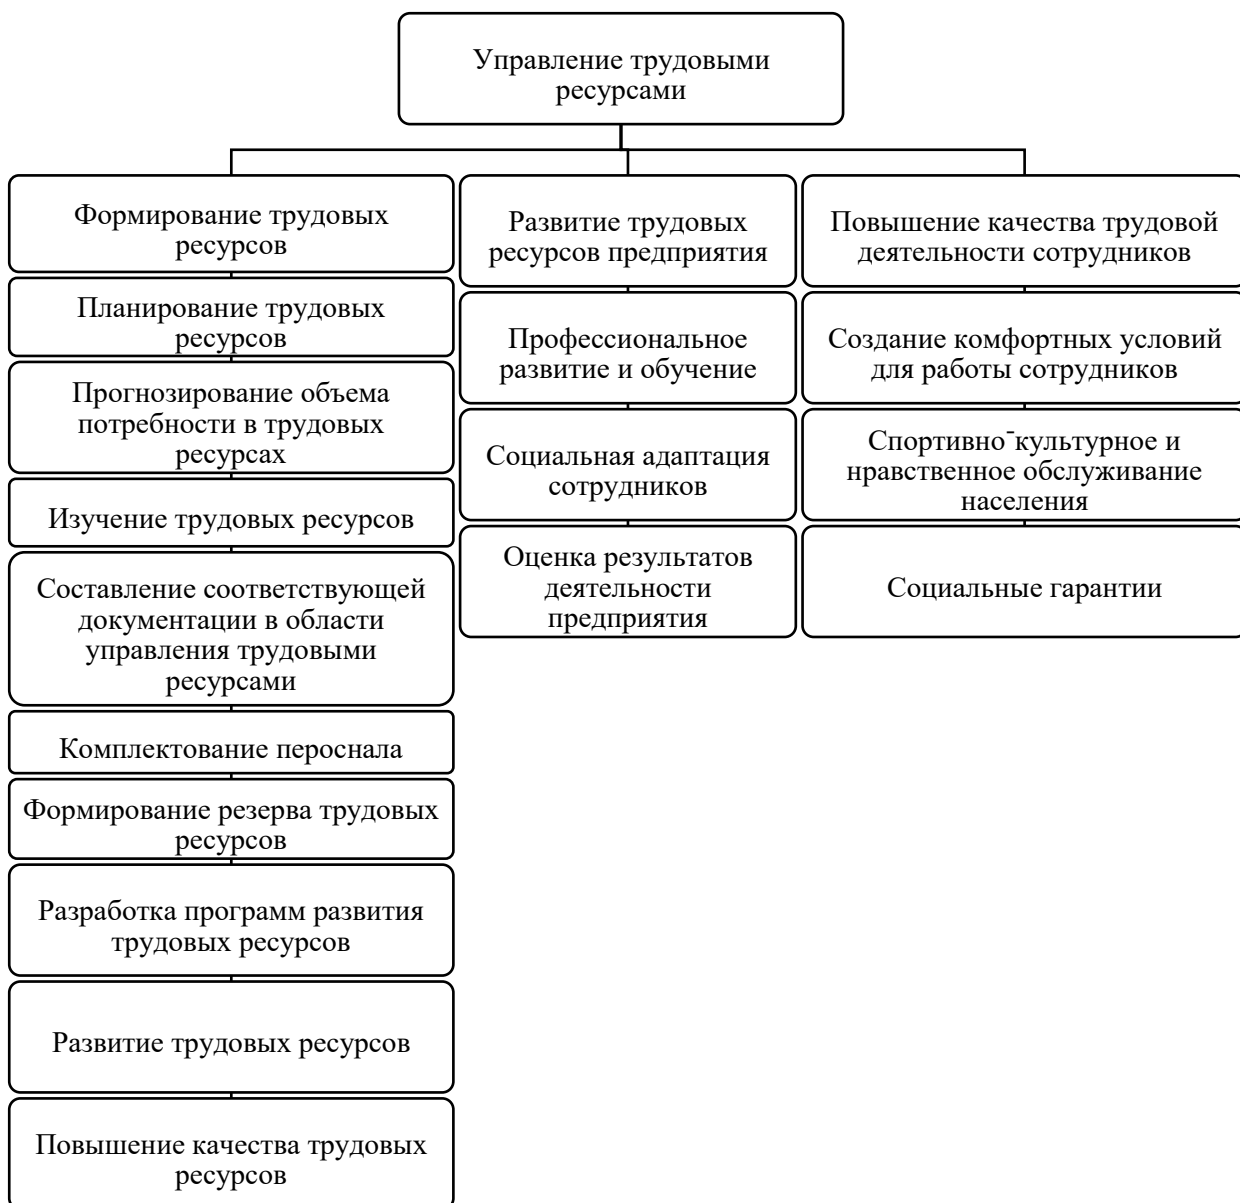 Управление трудовыми
ресурсами
Формирование трудовых
ресурсов
Планирование трудовых
ресурсов
Прогнозирование объема
потребности в трудовых
ресурсах
Изучение трудовых ресурсов
Составление соответствующей
документации в области
управления трудовыми
ресурсами
Комплектование пероснала
Формирование резерва трудовых
ресурсов
Разработка программ развития
трудовых ресурсов
Развитие трудовых ресурсов
Повышение качества трудовых
ресурсов
Развитие трудовых
ресурсов предприятия
Профессиональное
развитие и обучение
Социальная адаптация
сотрудников
Оценка результатов
деятельности
предприятия
Повышение качества трудовой
деятельности сотрудников
Создание комфортных условий
для работы сотрудников
Спортивно-культурное и
нравственное обслуживание
населения
Социальные гарантии